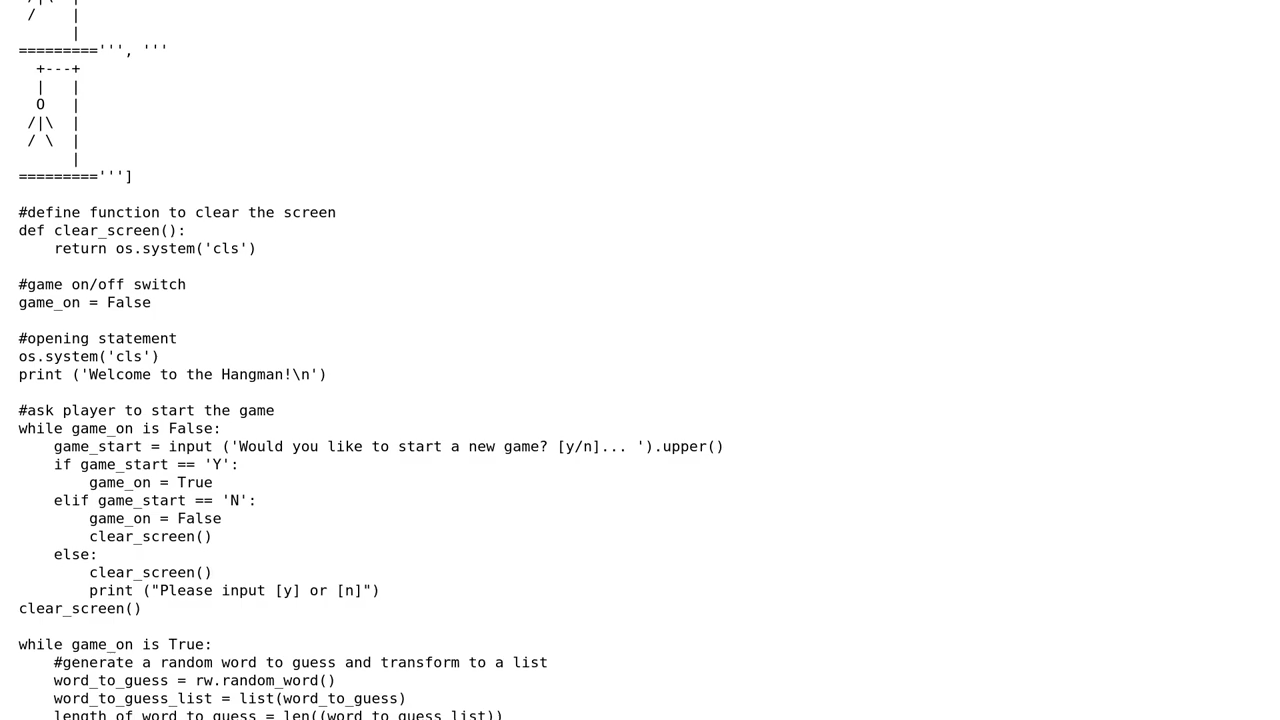 /    |
      |
=========''', '''
  +---+
  |   |
  O   |
 /|\  |
 / \  |
      |
=========''']

#define function to clear the screen
def clear_screen():
    return os.system('cls')

#game on/off switch
game_on = False

#opening statement
os.system('cls')
print ('Welcome to the Hangman!\n')

#ask player to start the game
while game_on is False:
    game_start = input ('Would you like to start a new game? [y/n]... ').upper()
    if game_start == 'Y':
        game_on = True
    elif game_start == 'N':
        game_on = False
        clear_screen()
    else:
        clear_screen()
        print ("Please input [y] or [n]")
clear_screen()

while game_on is True:
    #generate a random word to guess and transform to a list
    word_to_guess = rw.random_word()
    word_to_guess_list = list(word_to_guess)
    length_of_word_to_guess = len((word_to_guess_list))